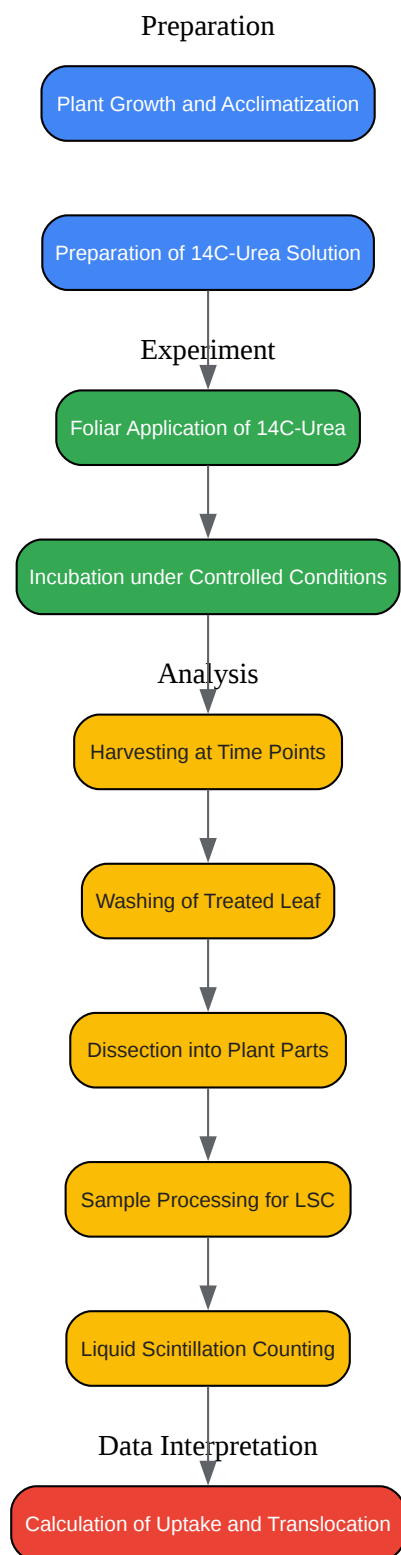 Preparation
Plant Growth and Acclimatization
Preparation of 14C-Urea Solution
Experiment
Foliar Application of 14C-Urea
Incubation under Controlled Conditions
Analysis
Harvesting at Time Points
Washing of Treated Leaf
Dissection into Plant Parts
Sample Processing for LSC
Liquid Scintillation Counting
Data Interpretation
Calculation of Uptake and Translocation